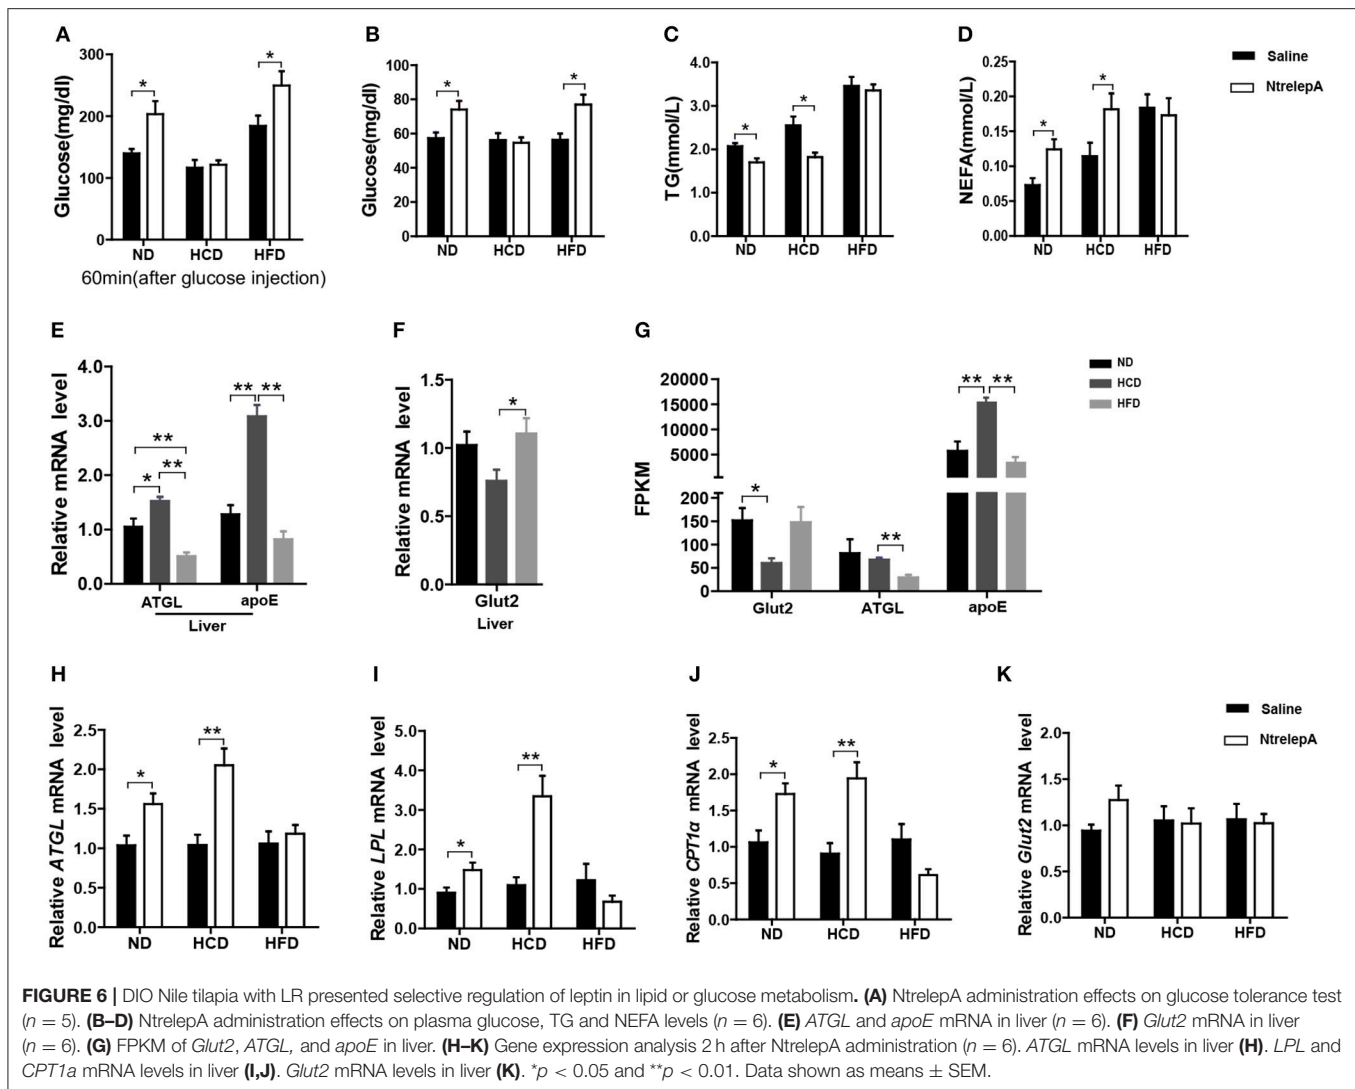 A
Glucose(mg/dl)
300
200
100
0
*
*
ND HCD HFD
60min(after glucose injection)
B
Glucose(mg/dl)
100
80
60
40
20
0
*
*
ND HCD HFD
C
TG(mmol/L)
4.0
3.0
2.0
1.0
0.0
*
*
ND HCD HFD
D
NEFA(mmol/L)
0.25
0.20
0.15
0.10
0.05
0.00
*
*
ND HCD HFD
Saline
NtrelepA
E
Relative mRNA level
4.0
3.0
2.0
1.0
0.0
**
*
**
** **
ATGL apoE
Liver
F
Relative mRNA level
1.5
1.0
0.5
0.0
*
Glut2
Liver
G
FPKM
20000
15000
10000
5000
200
150
100
50
0
*
**
** **
Glut2 ATGL apoE
ND
HCD
HFD
H
Relative ATGL mRNA level
2.5
2.0
1.5
1.0
0.5
0.0
*
**
ND HCD HFD
I
Relative LPL mRNA level
5.0
4.0
3.0
2.0
1.0
0.0
*
**
ND HCD HFD
J
Relative CPT1α mRNA level
2.5
2.0
1.5
1.0
0.5
0.0
*
**
ND HCD HFD
K
Relative Glut2 mRNA level
2.0
1.5
1.0
0.5
0.0
ND HCD HFD
Saline
NtrelepA
FIGURE 6 | DIO Nile tilapia with LR presented selective regulation of leptin in lipid or glucose metabolism. (A) NtrelepA administration effects on glucose tolerance test
(n = 5). (B–D) NtrelepA administration effects on plasma glucose, TG and NEFA levels (n = 6). (E) ATGL and apoE mRNA in liver (n = 6). (F) Glut2 mRNA in liver
(n = 6). (G) FPKM of Glut2, ATGL, and apoE in liver. (H–K) Gene expression analysis 2 h after NtrelepA administration (n = 6). ATGL mRNA levels in liver (H). LPL and
CPT1a mRNA levels in liver (I,J). Glut2 mRNA levels in liver (K). *p < 0.05 and **p < 0.01. Data shown as means ± SEM.